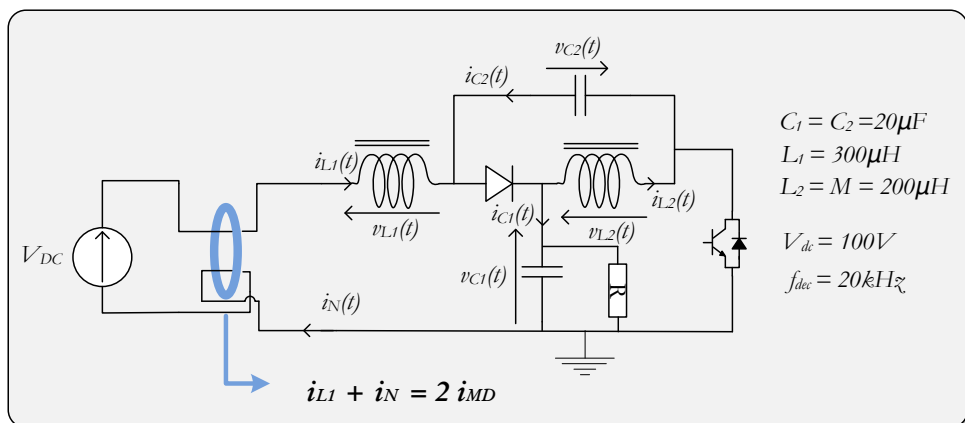 vC2(t)
iC2(t)
C1 = C2 =20µF
L1 = 300µH
L2 = M = 200µH
iL1(t)
iL2(t)
iC1(t)
vL1(t)
vL2(t)
VDC
Vdc = 100V
fdec = 20kHz
vC1(t)
R
iN(t)
iL1 + iN = 2 iMD